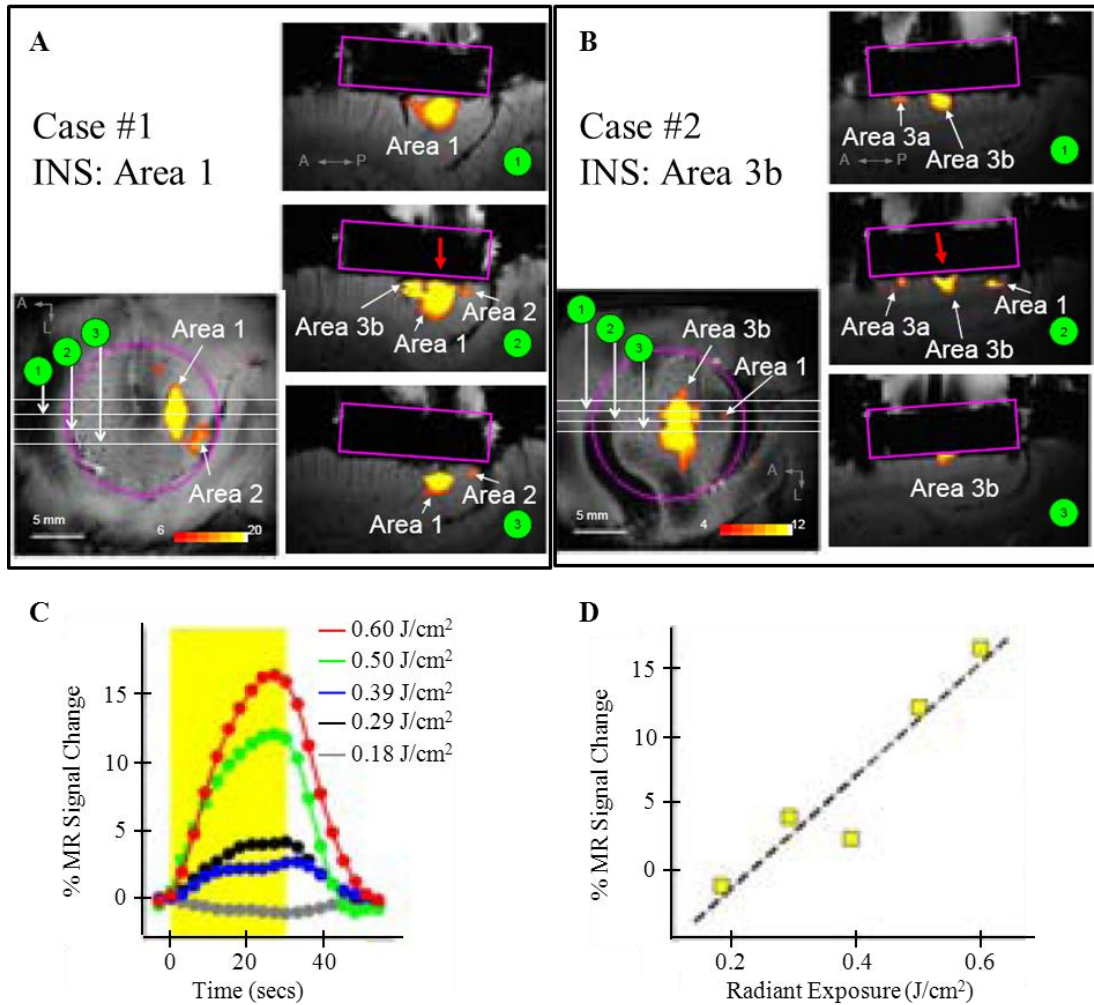 A
Case #1
INS: Area 1
Area 1
A P
1
Area 3b
Area 1
Area 2
2
Area 1
Area 2
3
A
L
1
2
3
Area 1
Area 2
5 mm
6 20
B
Case #2
INS: Area 3b
Area 3a
Area 3b
A P
1
Area 3a
Area 3b
Area 1
2
Area 3b
3
1
2
3
Area 3b
Area 1
A
L
5 mm
4 12
C
0.60 J/cm²
0.50 J/cm²
0.39 J/cm²
0.29 J/cm²
0.18 J/cm²
% MR Signal Change
15
10
5
0
0 20 40
Time (secs)
D
% MR Signal Change
15
10
5
0
0.2 0.4 0.6
Radiant Exposure (J/cm²)